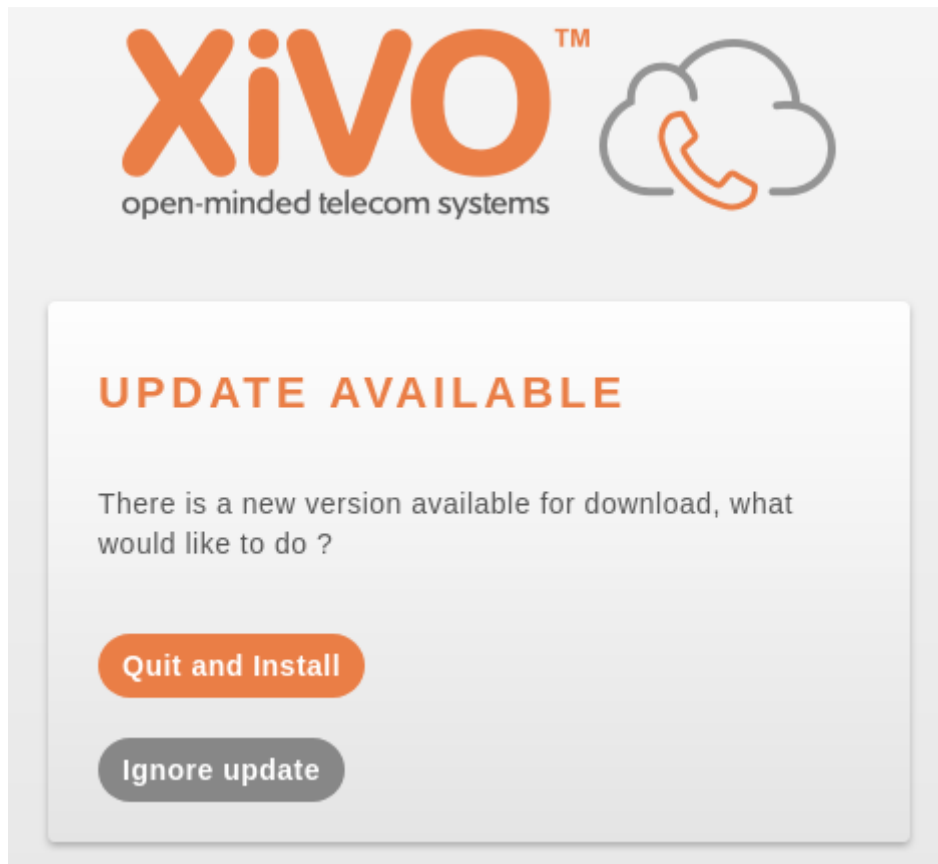 XiVO™
open-minded telecom systems
UPDATE AVAILABLE
There is a new version available for download, what
would like to do ?
Quit and Install
Ignore update